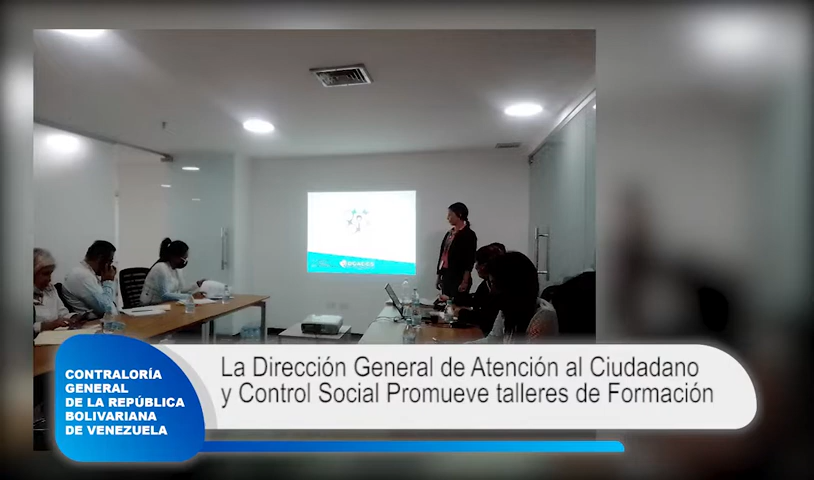 CONTRALORÍA
GENERAL
DE LA REPÚBLICA
BOLIVARIANA
DE VENEZUELA
La Dirección General de Atención al Ciudadano
y Control Social Promueve talleres de Formación